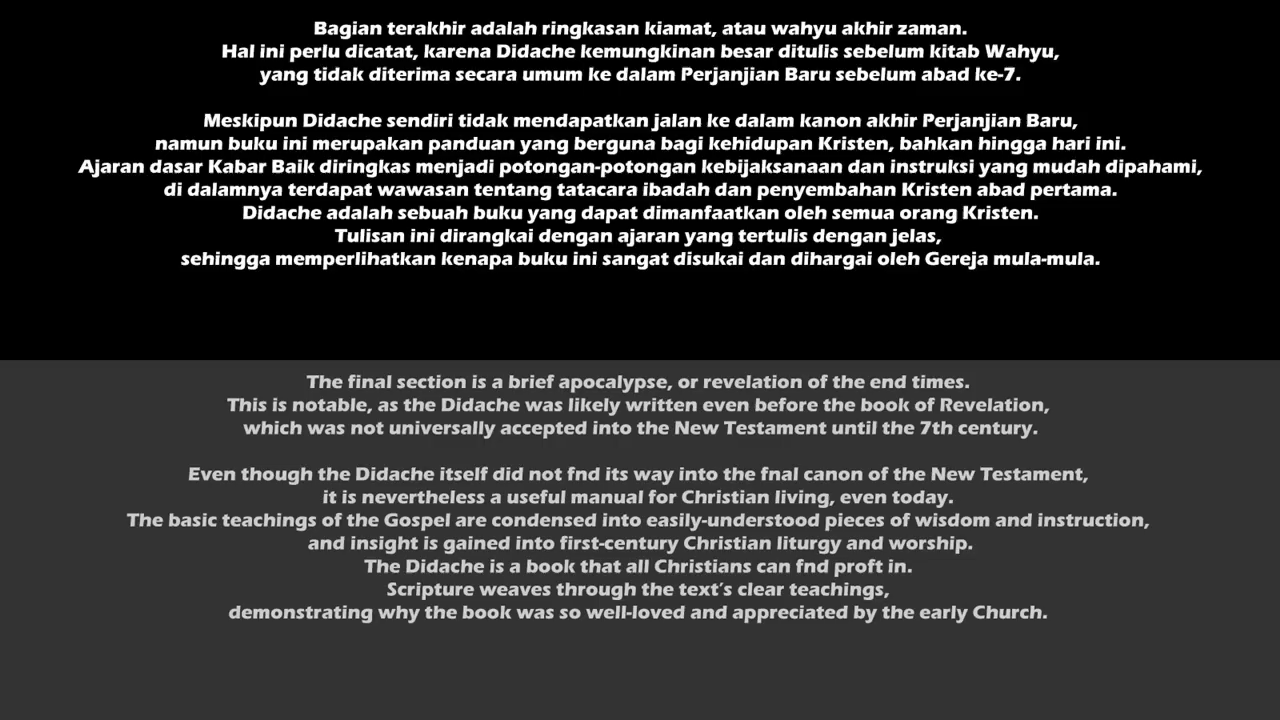 Bagian terakhir adalah ringkasan kiamat, atau wahyu akhir zaman.
Hal ini perlu dicatat, karena Didache kemungkinan besar ditulis sebelum kitab Wahyu,
yang tidak diterima secara umum ke dalam Perjanjian Baru sebelum abad ke-7.
Meskipun Didache sendiri tidak mendapatkan jalan ke dalam kanon akhir Perjanjian Baru,
namun buku ini merupakan panduan yang berguna bagi kehidupan Kristen, bahkan hingga hari ini.
Ajaran dasar Kabar Baik diringkas menjadi potongan-potongan kebijaksanaan dan instruksi yang mudah dipahami,
di dalamnya terdapat wawasan tentang tatacara ibadah dan penyembahan Kristen abad pertama.
Didache adalah sebuah buku yang dapat dimanfaatkan oleh semua orang Kristen.
Tulisan ini dirangkai dengan ajaran yang tertulis dengan jelas,
sehingga memperlihatkan kenapa buku ini sangat disukai dan dihargai oleh Gereja mula-mula.
The final section is a brief apocalypse, or revelation of the end times.
This is notable, as the Didache was likely written even before the book of Revelation,
which was not universally accepted into the New Testament until the 7th century.
Even though the Didache itself did not fnd its way into the fnal canon of the New Testament,
it is nevertheless a useful manual for Christian living, even today.
The basic teachings of the Gospel are condensed into easily-understood pieces of wisdom and instruction,
and insight is gained into first-century Christian liturgy and worship.
The Didache is a book that all Christians can fnd proft in.
Scripture weaves through the text's clear teachings,
demonstrating why the book was so well-loved and appreciated by the early Church.